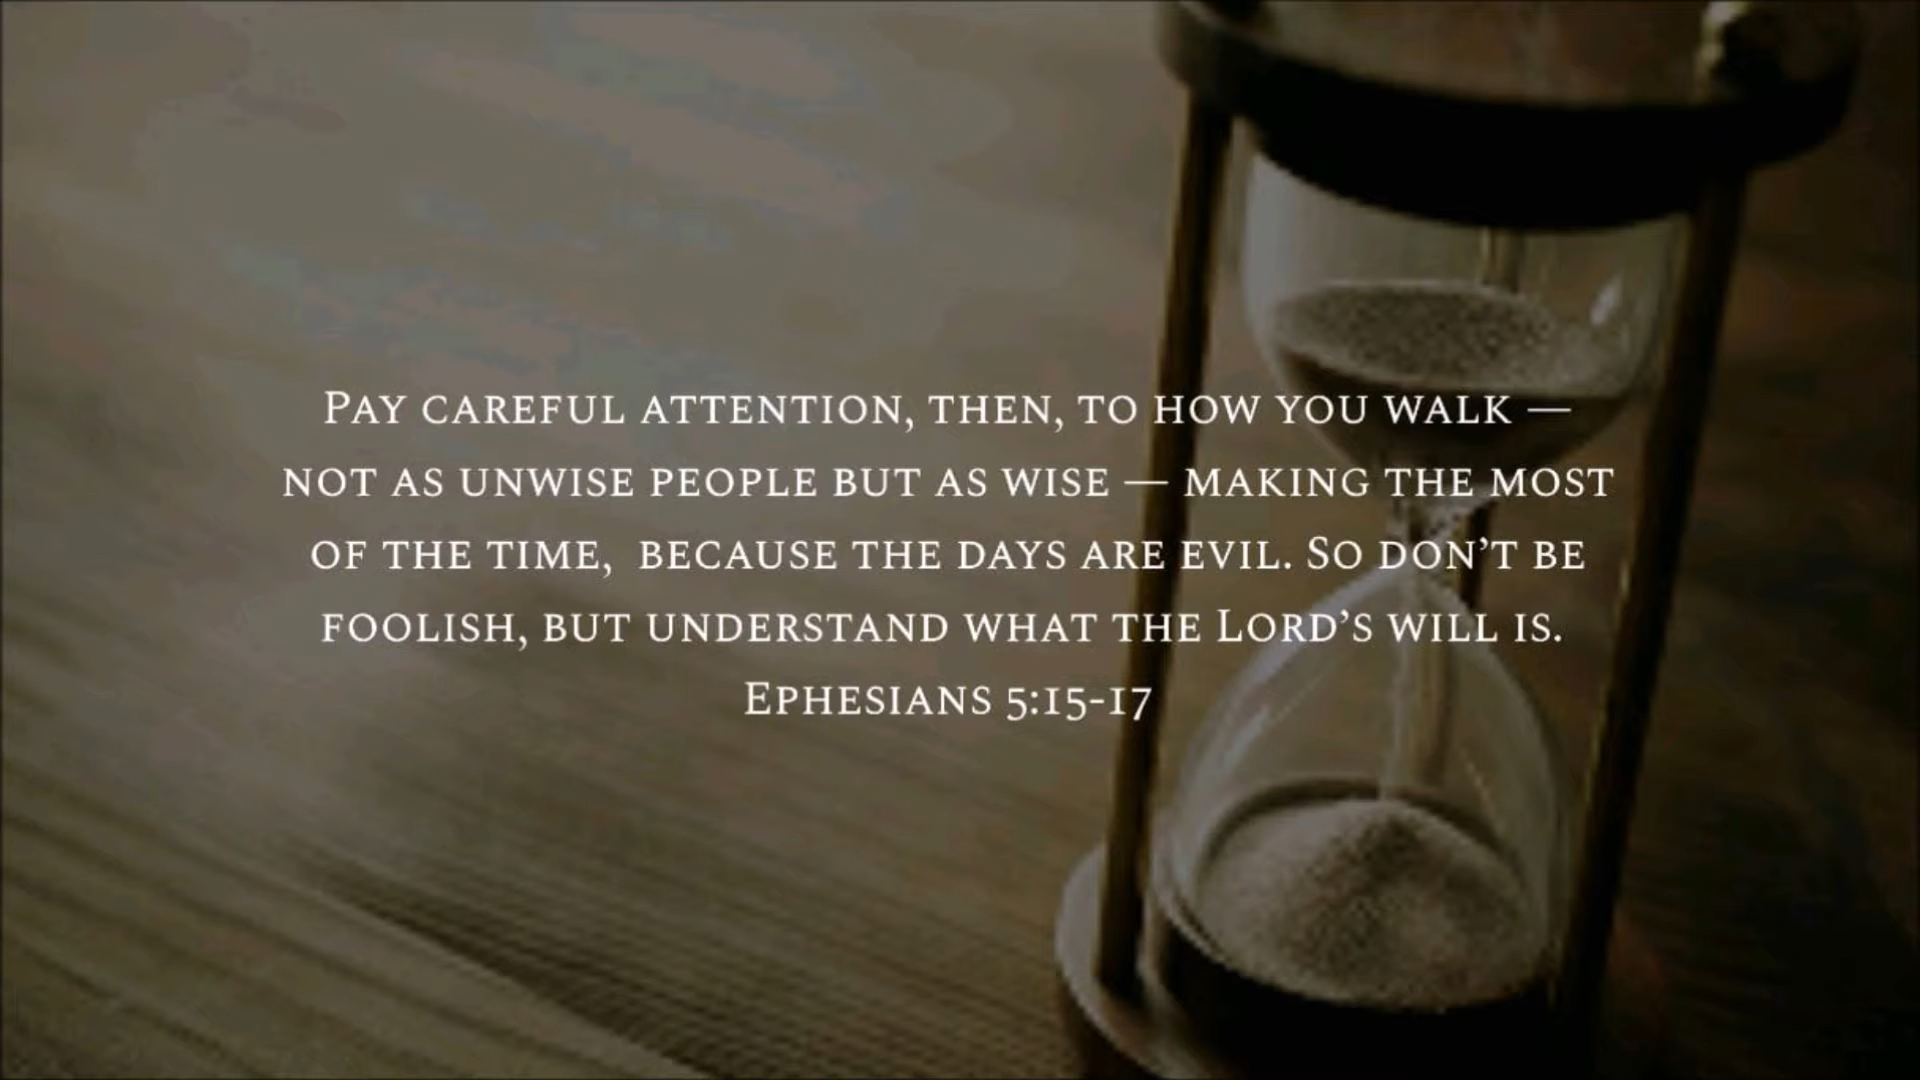 Pay careful attention, then, to how you walk —
not as unwise people but as wise — making the most
of the time,  because the days are evil. So don’t be
foolish, but understand what the Lord’s will is.
Ephesians 5:15-17